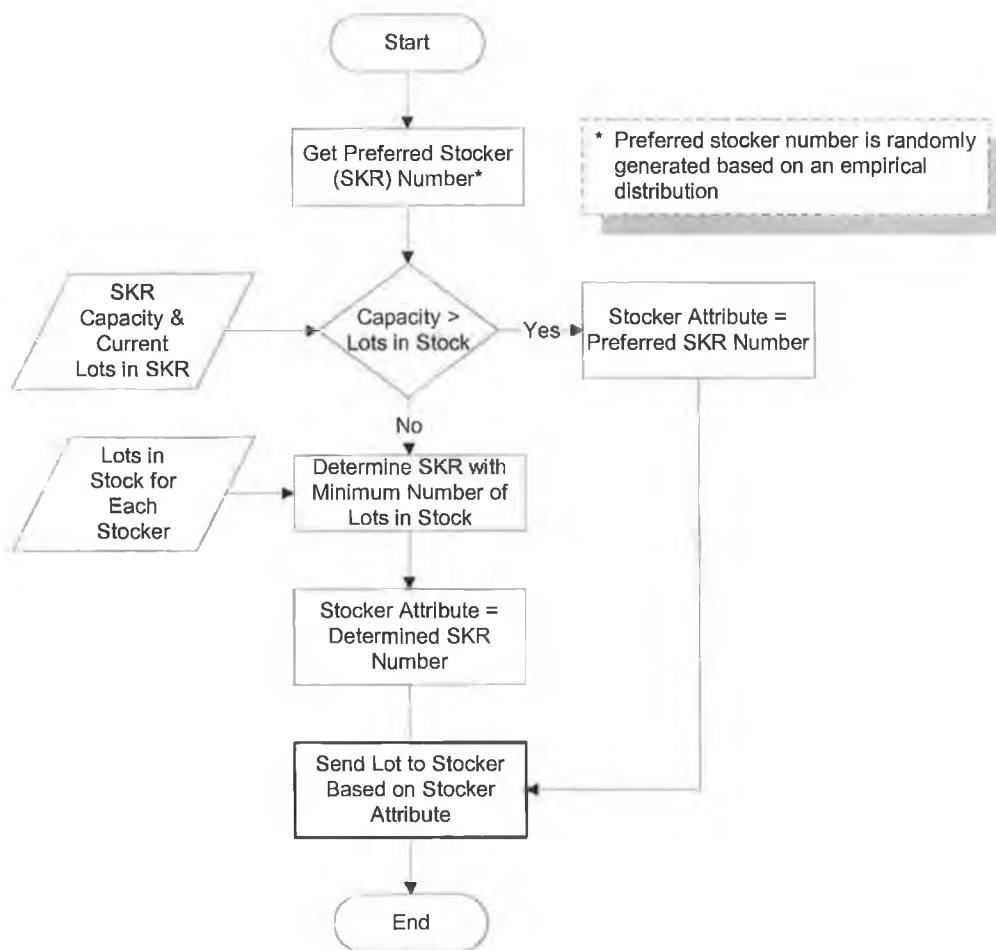 Start
Get Preferred Stocker
(SKR) Number*
* Preferred stocker number is randomly
generated based on an empirical
distribution
SKR
Capacity &
Current
Lots in SKR
Capacity >
Lots in Stock
Yes
Stocker Attribute =
Preferred SKR Number
No
Lots in
Stock for
Each
Stocker
Determine SKR with
Minimum Number of
Lots in Stock
Stocker Attribute =
Determined SKR
Number
Send Lot to Stocker
Based on Stocker
Attribute
End